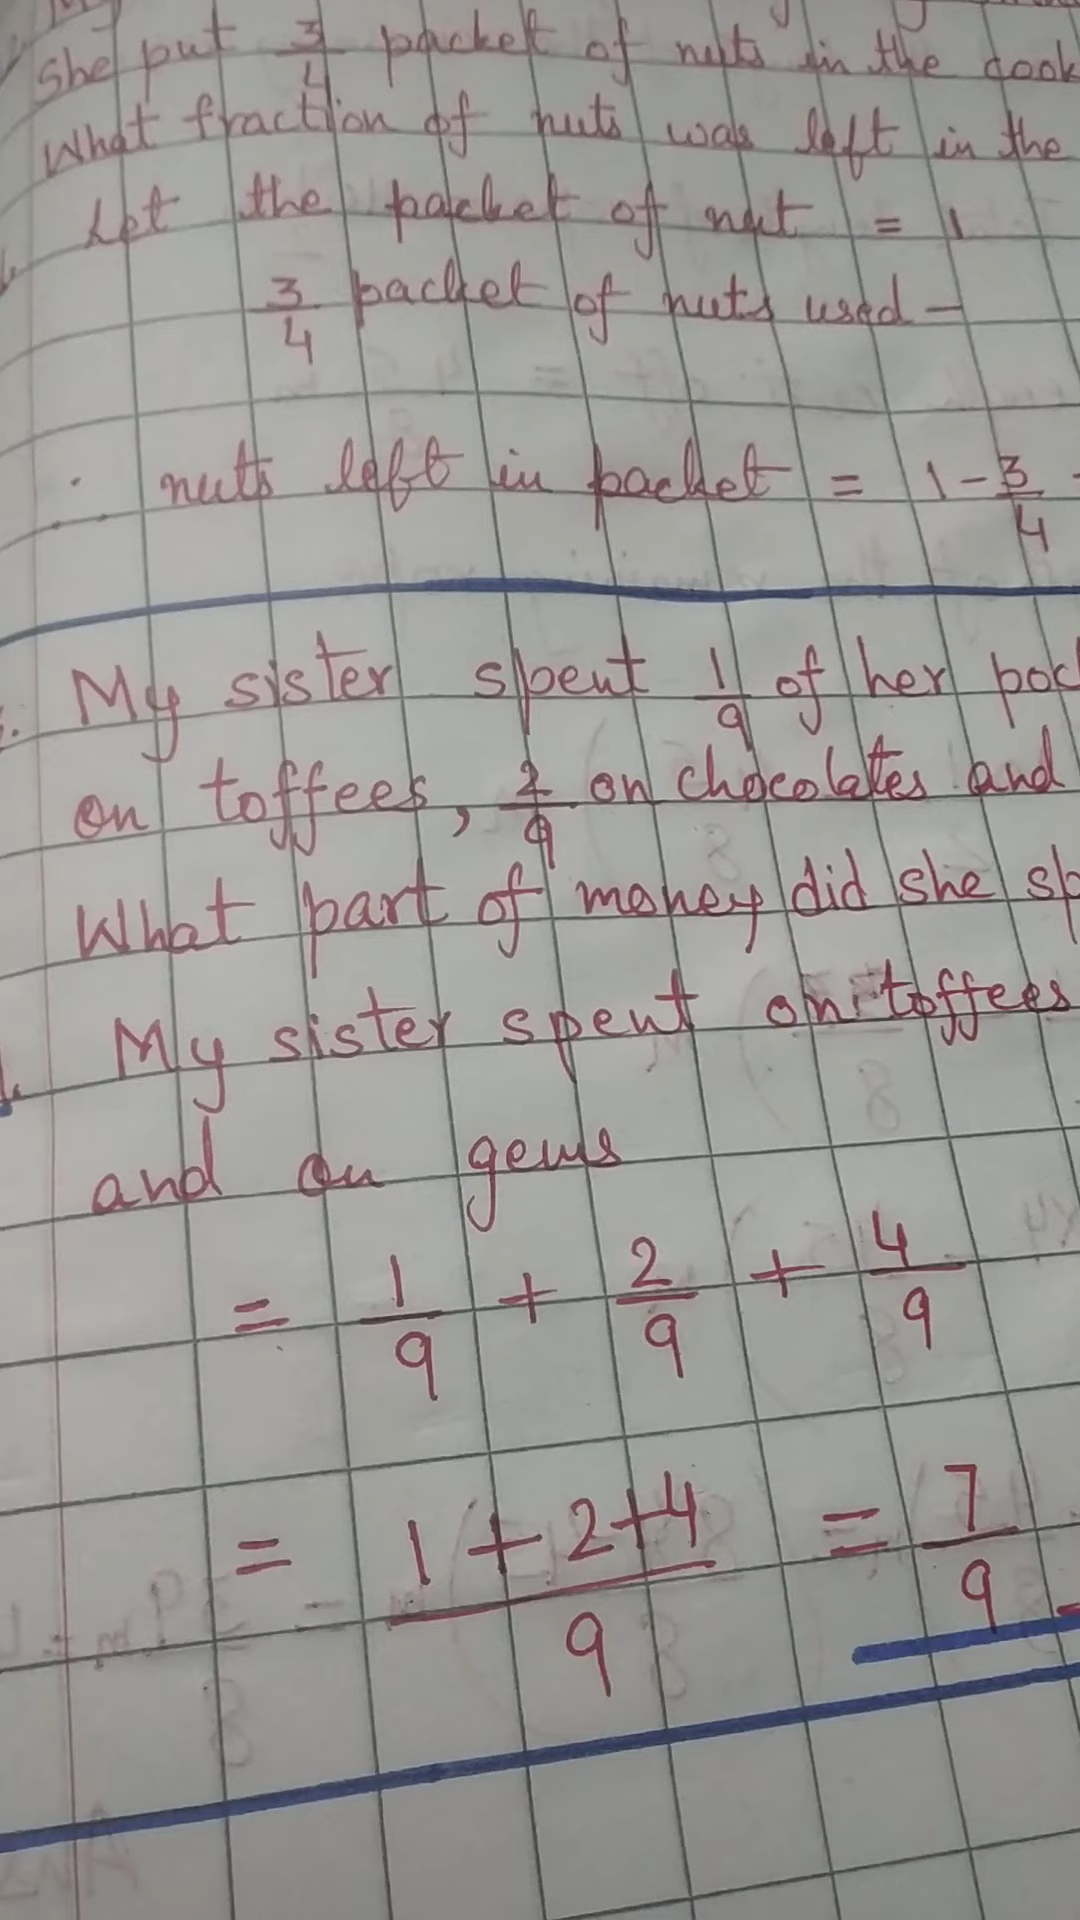 She put 3/4 packet of nuts in the cook
What fraction of nuts was left in the
Let the packet of nut = 1
3/4 packet of nuts used -
∴ nuts left in packet = 1 - 3/4
My sister spent 1/9 of her poc
on toffees, 2/9 on chocolates and
What part of money did she sp
My sister spent on toffees
and on gems
= 1/9 + 2/9 + 4/9
= 1+2+4/9 = 7/9